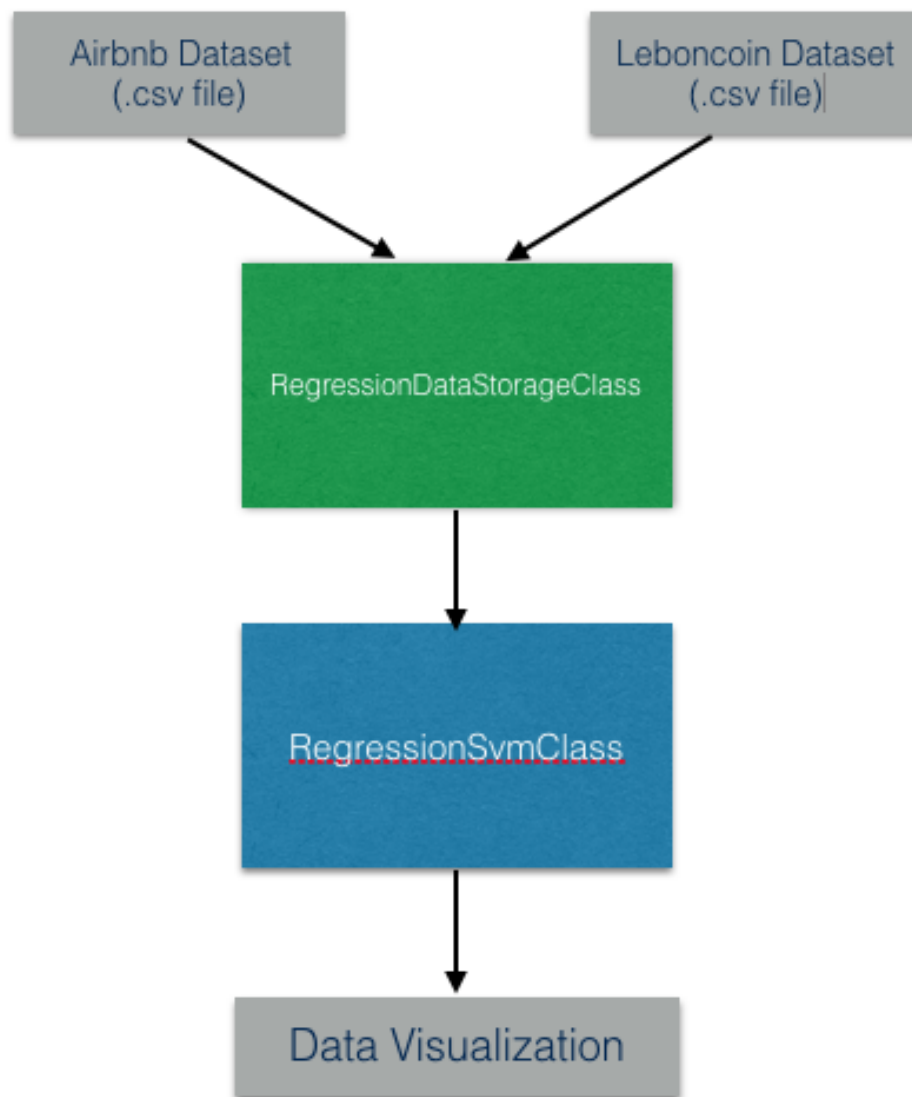 Airbnb Dataset
(.csv file)
Leboncoin Dataset
(.csv file)
RegressionDataStorageClass
RegressionSvmClass
Data Visualization